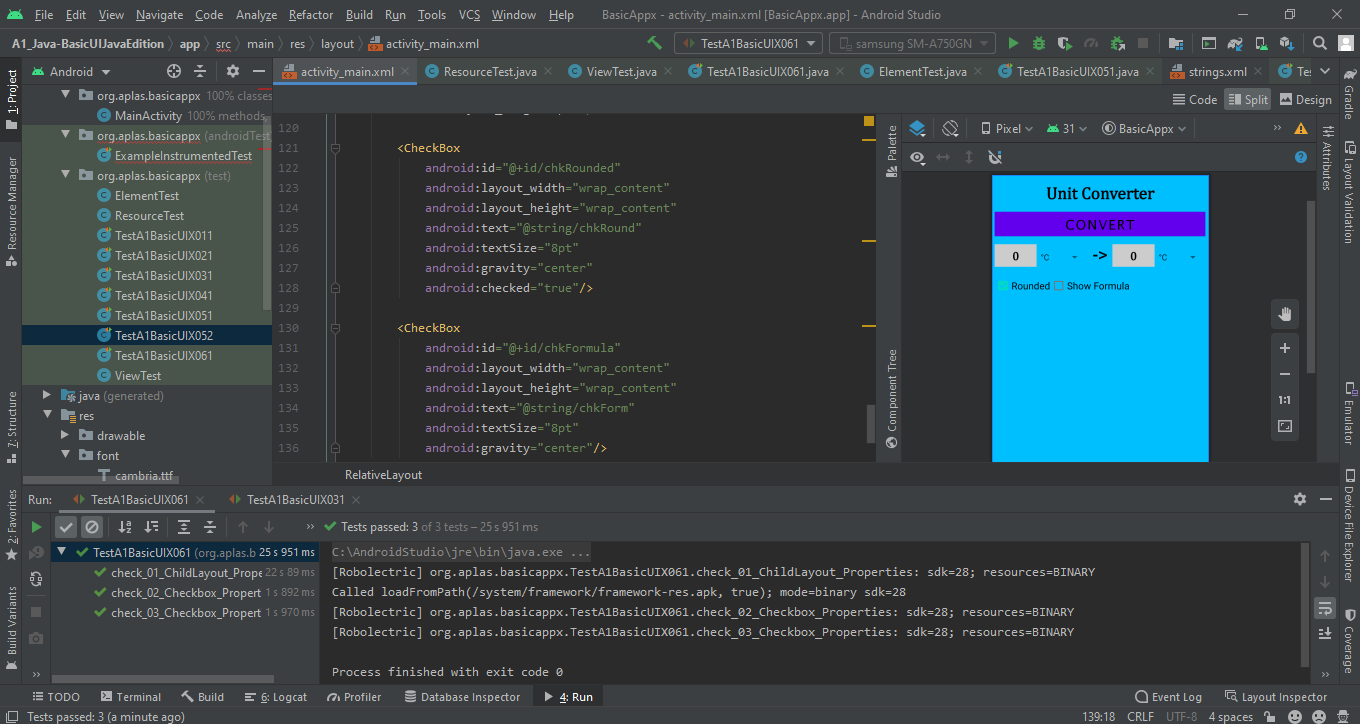 File Edit View Navigate Code Analyze Refactor Build Run Tools VCS Window Help BasicAppx - activity_main.xml [BasicAppx.app] - Android Studio
A1_Java-BasicUIJavaEdition app src main res layout activity_main.xml TestA1BasicUIX061 samsung SM-A750GN
1: Project
Resource Manager
7: Structure
2: Favorites
Build Variants
Android
org.aplas.basicappx 100% classes
MainActivity 100% methods
org.aplas.basicappx (androidTest
ExampleInstrumentedTest
org.aplas.basicappx (test)
ElementTest
ResourceTest
TestA1BasicUIX011
TestA1BasicUIX021
TestA1BasicUIX031
TestA1BasicUIX041
TestA1BasicUIX051
TestA1BasicUIX052
TestA1BasicUIX061
ViewTest
java (generated)
res
drawable
font
cambria.ttf
activity_main.xml ResourceTest.java ViewTest.java TestA1BasicUIX061.java ElementTest.java TestA1BasicUIX051.java strings.xml Tes
Code Split Design
120
121 <CheckBox
122 android:id="@+id/chkRounded"
123 android:layout_width="wrap_content"
124 android:layout_height="wrap_content"
125 android:text="@string/chkRound"
126 android:textSize="8pt"
127 android:gravity="center"
128 android:checked="true"/>
129
130 <CheckBox
131 android:id="@+id/chkFormula"
132 android:layout_width="wrap_content"
133 android:layout_height="wrap_content"
134 android:text="@string/chkForm"
135 android:textSize="8pt"
136 android:gravity="center"/>
RelativeLayout
Palette
Component Tree
Pixel 31 BasicAppx
Unit Converter
CONVERT
0 °C -> 0 °C
Rounded Show Formula
1:1
Gradle
Layout Validation
Attributes
Emulator
Device File Explorer
Coverage
Run: TestA1BasicUIX061 TestA1BasicUIX031
Tests passed: 3 of 3 tests – 25 s 951 ms
TestA1BasicUIX061 (org.aplas.b 25 s 951 ms
check_01_ChildLayout_Prope 22 s 89 ms
check_02_Checkbox_Propert 1 s 892 ms
check_03_Checkbox_Propert 1 s 970 ms
C:\AndroidStudio\jre\bin\java.exe ...
[Robolectric] org.aplas.basicappx.TestA1BasicUIX061.check_01_ChildLayout_Properties: sdk=28; resources=BINARY
Called loadFromPath(/system/framework/framework-res.apk, true); mode=binary sdk=28
[Robolectric] org.aplas.basicappx.TestA1BasicUIX061.check_02_Checkbox_Properties: sdk=28; resources=BINARY
[Robolectric] org.aplas.basicappx.TestA1BasicUIX061.check_03_Checkbox_Properties: sdk=28; resources=BINARY
Process finished with exit code 0
TODO Terminal Build 6: Logcat Profiler Database Inspector 4: Run Event Log Layout Inspector
Tests passed: 3 (a minute ago) 139:18 CRLF UTF-8 4 spaces